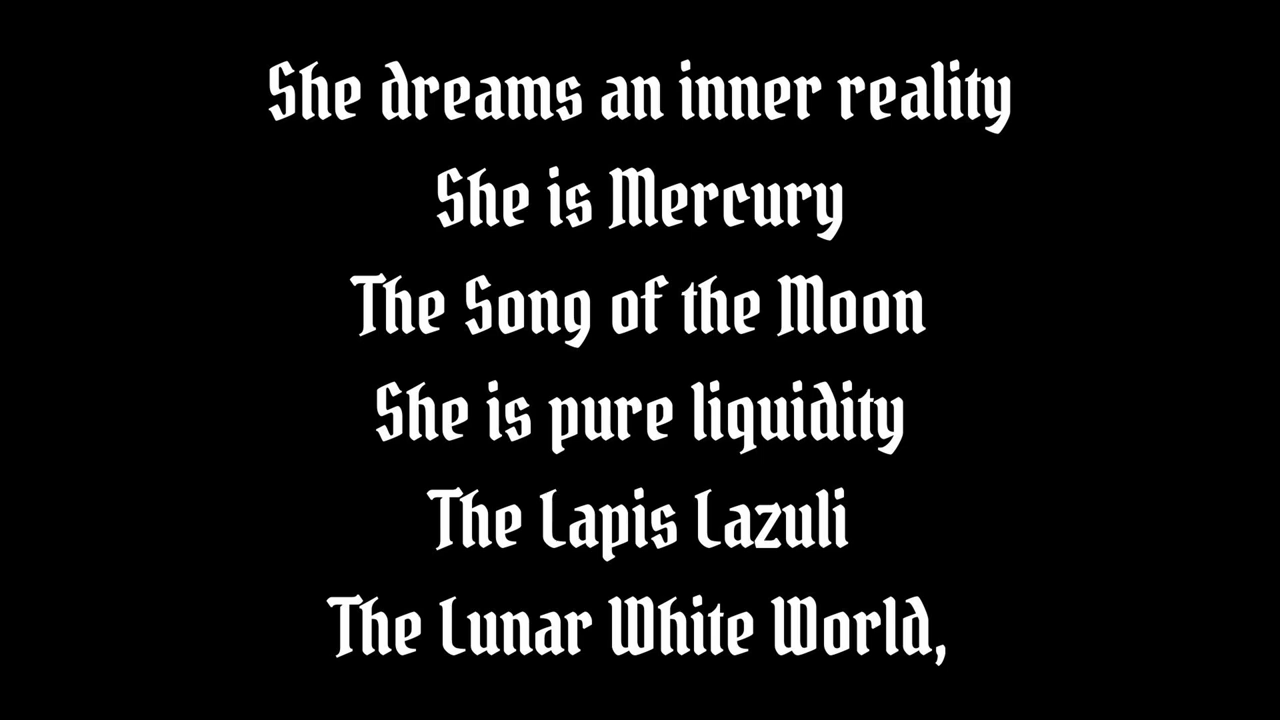 She dreams an inner reality
She is Mercury
The Song of the Moon
She is pure liquidity
The Lapis Lazuli
The Lunar White World,